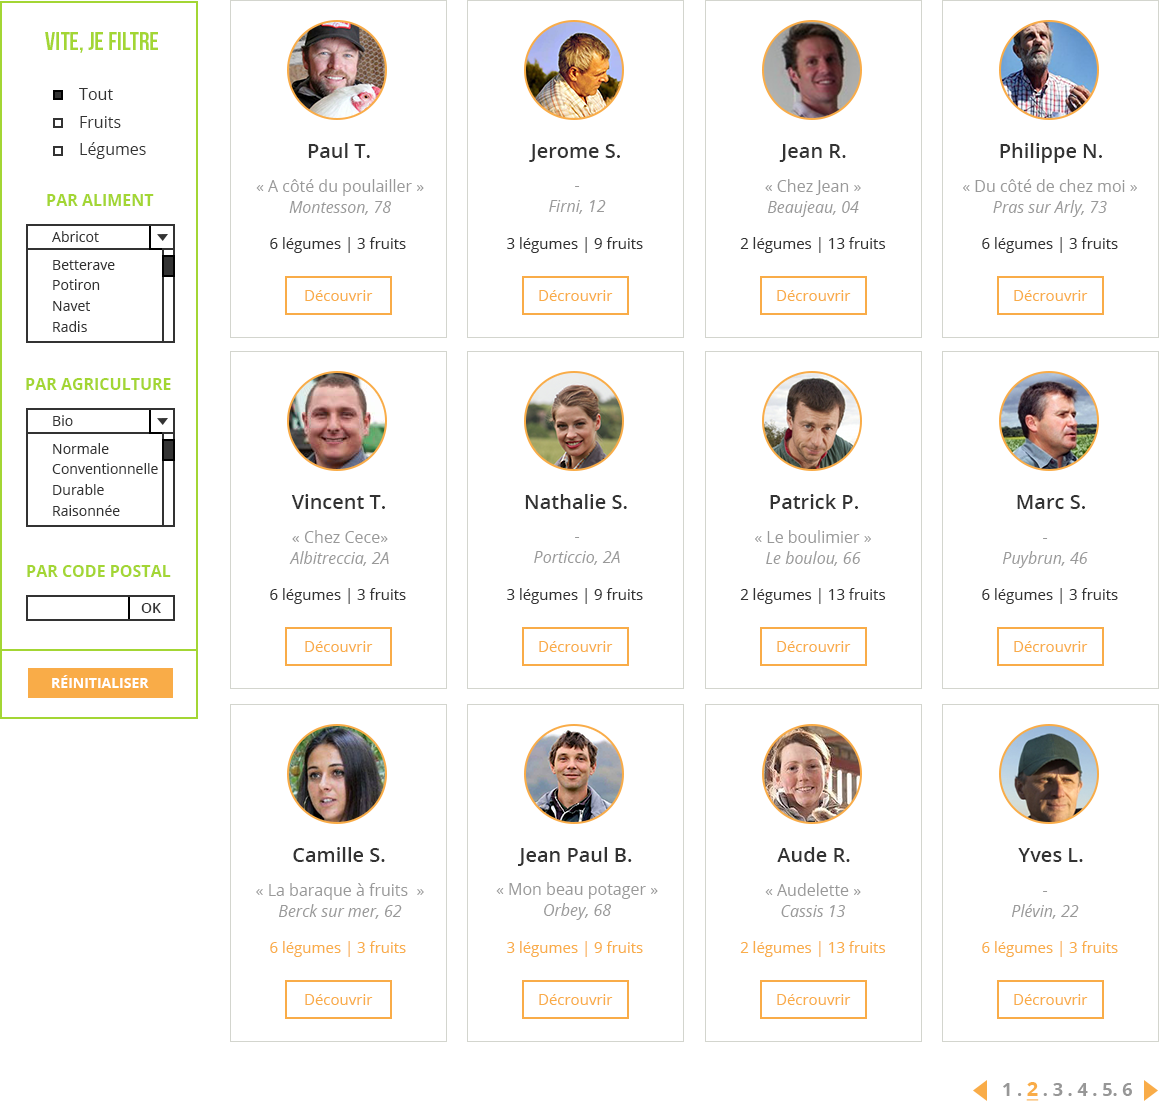 VITE, JE FILTRE
Tout
Fruits
Légumes
PAR ALIMENT
Abricot
Betterave
Potiron
Navet
Radis
PAR AGRICULTURE
Bio
Normale
Conventionnelle
Durable
Raisonnée
PAR CODE POSTAL
OK
RÉINITIALISER
Paul T.
« A côté du poulailler »
Montesson, 78
6 légumes | 3 fruits
Découvrir
Jerome S.
-
Firni, 12
3 légumes | 9 fruits
Décrouvrir
Jean R.
« Chez Jean »
Beaujeau, 04
2 légumes | 13 fruits
Décrouvrir
Philippe N.
« Du côté de chez moi »
Pras sur Arly, 73
6 légumes | 3 fruits
Décrouvrir
Vincent T.
« Chez Cece»
Albitreccia, 2A
6 légumes | 3 fruits
Découvrir
Nathalie S.
-
Porticcio, 2A
3 légumes | 9 fruits
Décrouvrir
Patrick P.
« Le boulimier »
Le boulou, 66
2 légumes | 13 fruits
Décrouvrir
Marc S.
-
Puybrun, 46
6 légumes | 3 fruits
Décrouvrir
Camille S.
« La baraque à fruits  »
Berck sur mer, 62
6 légumes | 3 fruits
Découvrir
Jean Paul B.
« Mon beau potager »
Orbey, 68
3 légumes | 9 fruits
Décrouvrir
Aude R.
« Audelette »
Cassis 13
2 légumes | 13 fruits
Décrouvrir
Yves L.
-
Plévin, 22
6 légumes | 3 fruits
Décrouvrir
1 . 2 . 3 . 4 . 5. 6